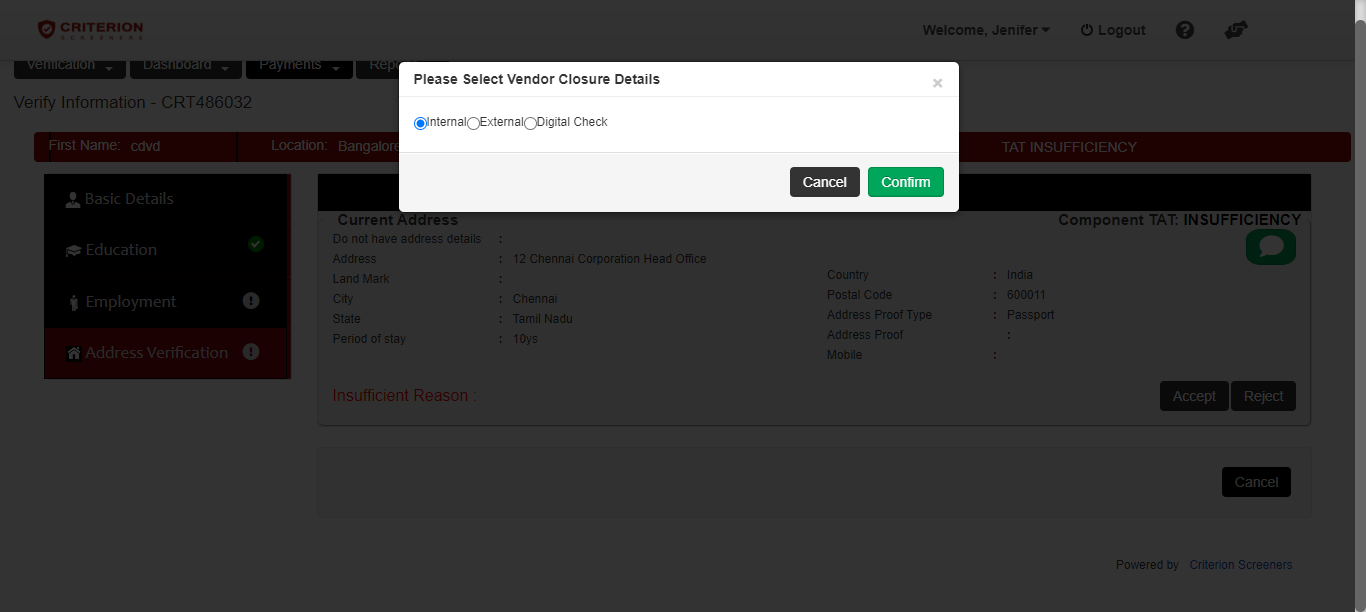 CRITERION
SCREENERS
Welcome, Jenifer
Logout
Verification
Dashboard
Payments
Please Select Vendor Closure Details
×
Verify Information - CRT486032
Internal External Digital Check
First Name: cdvd
Location: Bangalore
TAT INSUFFICIENCY
Cancel Confirm
Basic Details
Education
Employment
Address Verification
Current Address
Component TAT: INSUFFICIENCY
Do not have address details :
Address : 12 Chennai Corporation Head Office
Land Mark :
City : Chennai
State : Tamil Nadu
Period of stay : 10ys
Country : India
Postal Code : 600011
Address Proof Type : Passport
Address Proof :
Mobile :
Insufficient Reason :
Accept Reject
Cancel
Powered by Criterion Screeners